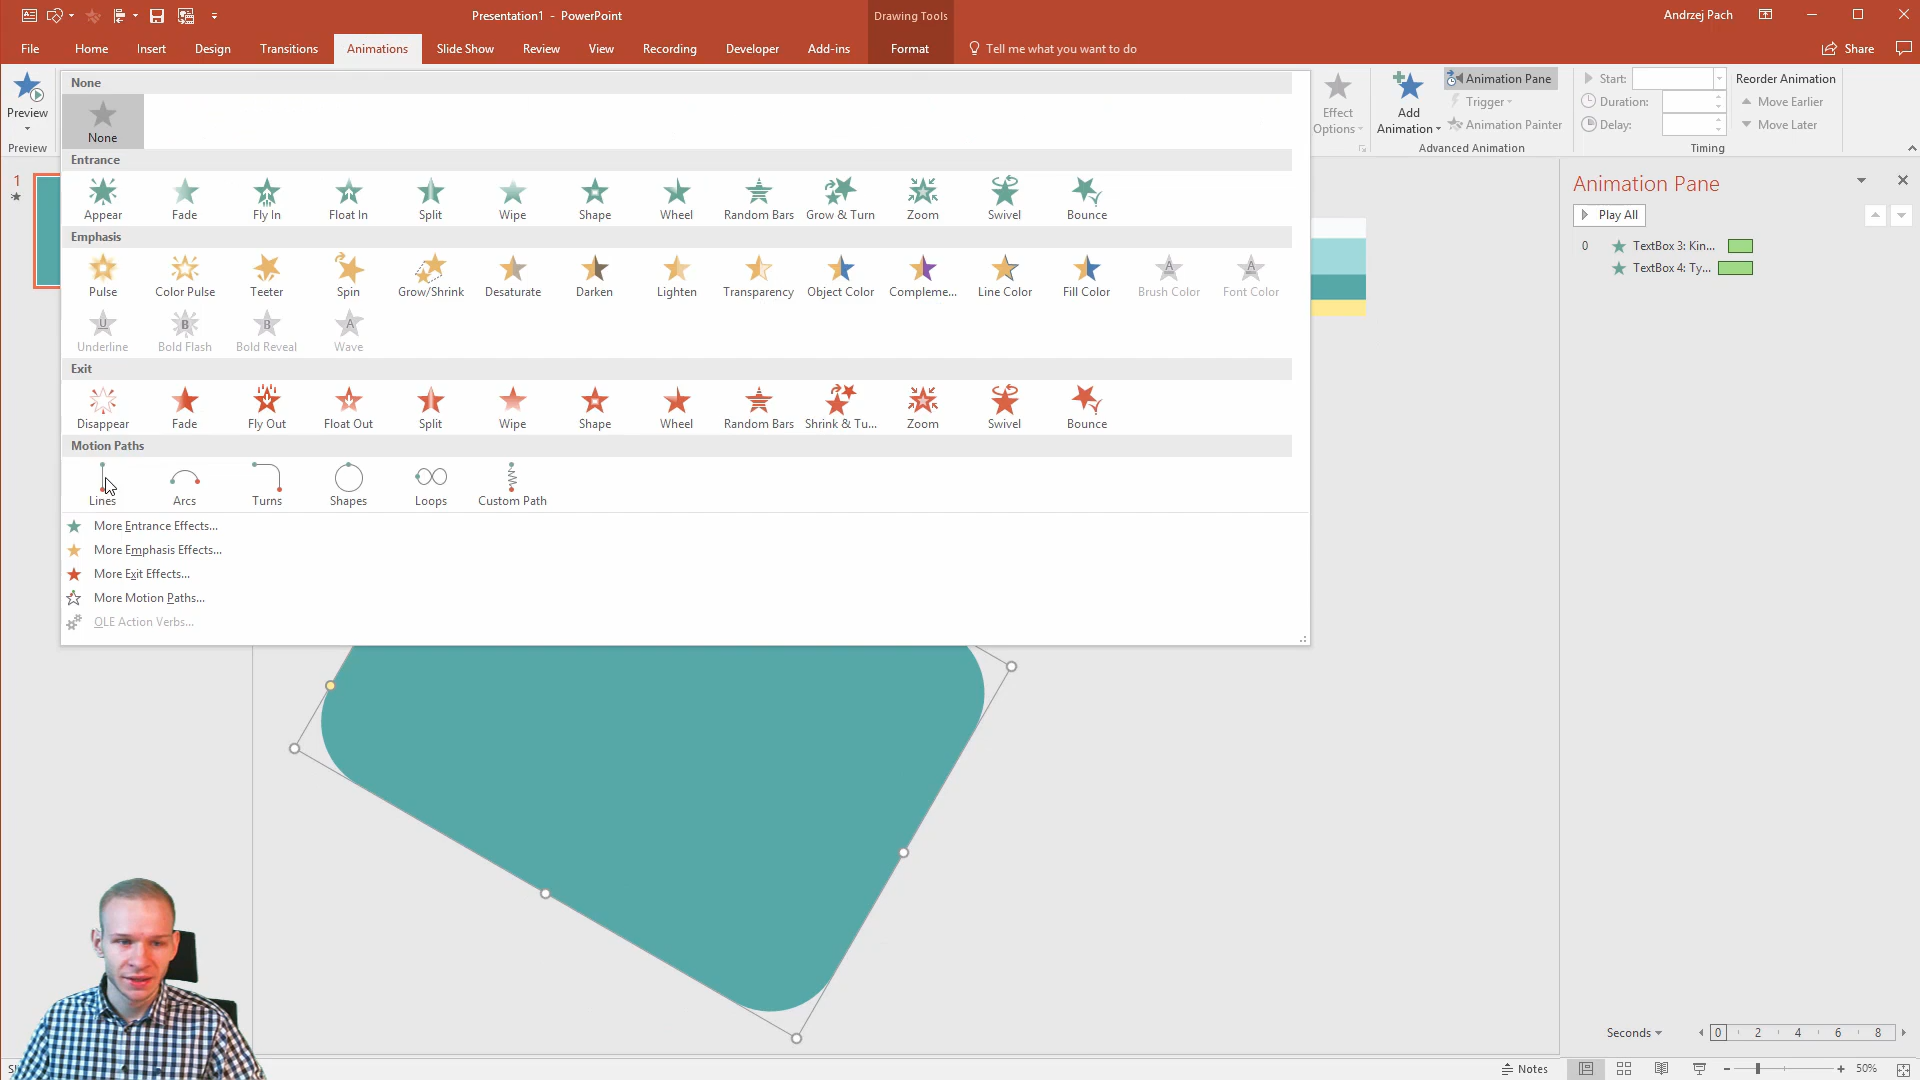 Presentation1 - PowerPoint
Drawing Tools
Andrzej Pach
File Home Insert Design Transitions Animations Slide Show Review View Recording Developer Add-ins Format Tell me what you want to do Share
Preview
Preview
None
None
Entrance
Appear Fade Fly In Float In Split Wipe Shape Wheel Random Bars Grow & Turn Zoom Swivel Bounce
Emphasis
Pulse Color Pulse Teeter Spin Grow/Shrink Desaturate Darken Lighten Transparency Object Color Compleme... Line Color Fill Color Brush Color Font Color
Underline Bold Flash Bold Reveal Wave
Exit
Disappear Fade Fly Out Float Out Split Wipe Shape Wheel Random Bars Shrink & Tu... Zoom Swivel Bounce
Motion Paths
Lines Arcs Turns Shapes Loops Custom Path
More Entrance Effects...
More Emphasis Effects...
More Exit Effects...
More Motion Paths...
OLE Action Verbs...
Effect
Options
Add
Animation
Animation Pane
Trigger
Animation Painter
Advanced Animation
Start:
Duration:
Delay:
Reorder Animation
Move Earlier
Move Later
Timing
1
Animation Pane
Play All
0 TextBox 3: Kin...
TextBox 4: Ty...
Seconds 0 2 4 6 8
Notes 50%